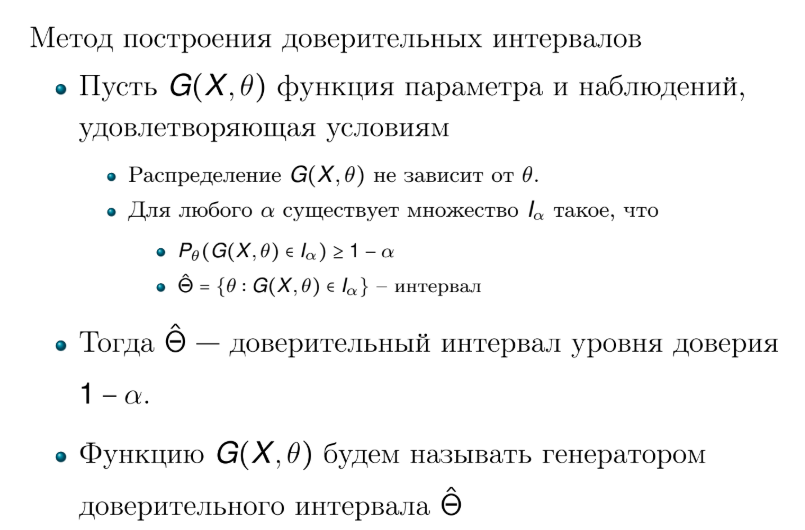 Метод построения доверительных интервалов
• Пусть G(X, θ) функция параметра и наблюдений,
удовлетворяющая условиям
• Распределение G(X, θ) не зависит от θ.
• Для любого α существует множество I_α такое, что
• P_θ(G(X, θ) ∈ I_α) ≥ 1 − α
• Θ̂ = {θ : G(X, θ) ∈ I_α} – интервал
• Тогда Θ̂ — доверительный интервал уровня доверия
1 − α.
• Функцию G(X, θ) будем называть генератором
доверительного интервала Θ̂